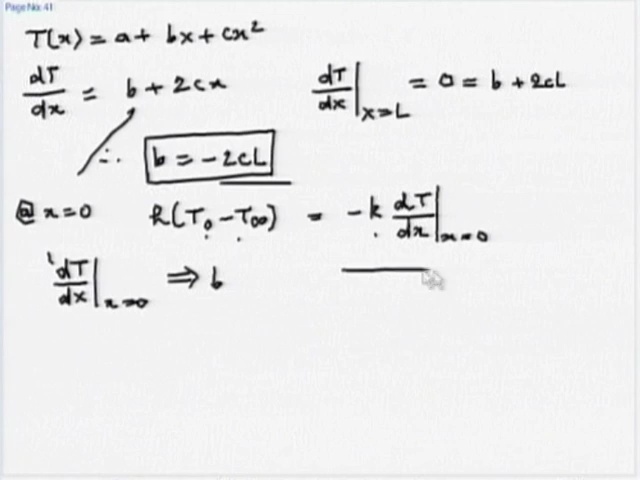 Page No: 41
T(x) = a + bx + cx²
dT/dx = b + 2cx    dT/dx|x=L = 0 = b + 2cL
∴ b = -2cL
@ x=0  h(T₀ - T∞) = -k dT/dx|x=0
dT/dx|x=0 ⇒ b